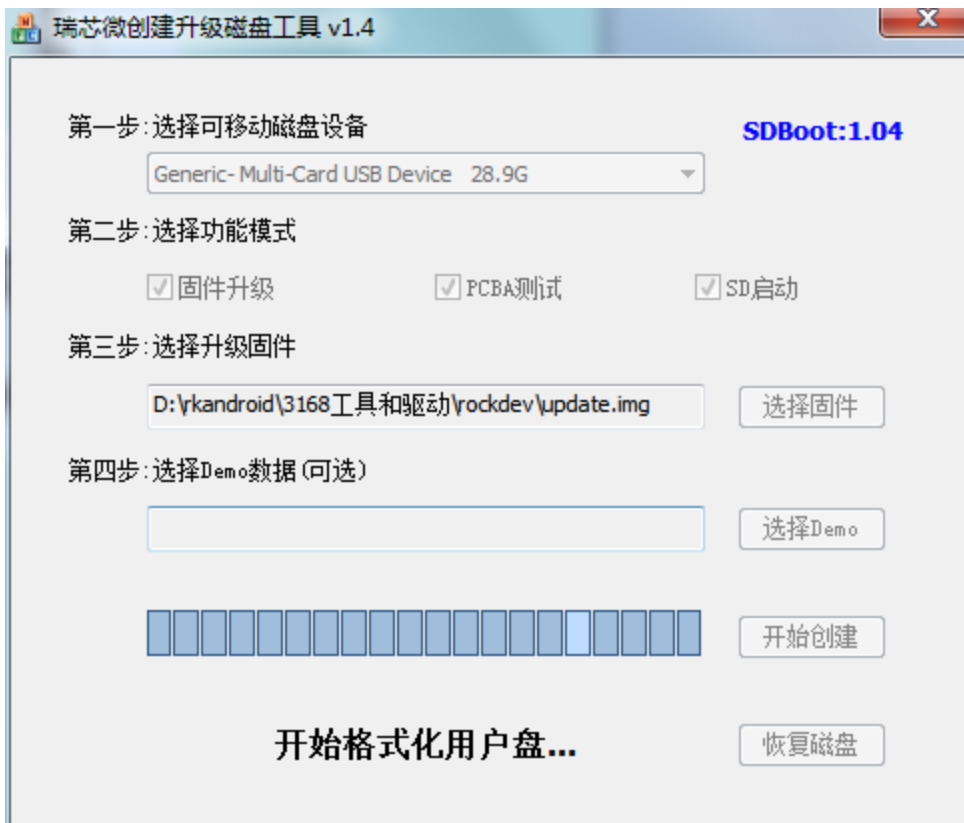 瑞芯微创建升级磁盘工具 v1.4
第一步:选择可移动磁盘设备
SDBoot:1.04
Generic- Multi-Card USB Device 28.9G
第二步:选择功能模式
固件升级 PCBA测试 SD启动
第三步:选择升级固件
D:\rkandroid\3168工具和驱动\rockdev\update.img 选择固件
第四步:选择Demo数据(可选)
选择Demo
开始创建
开始格式化用户盘... 恢复磁盘